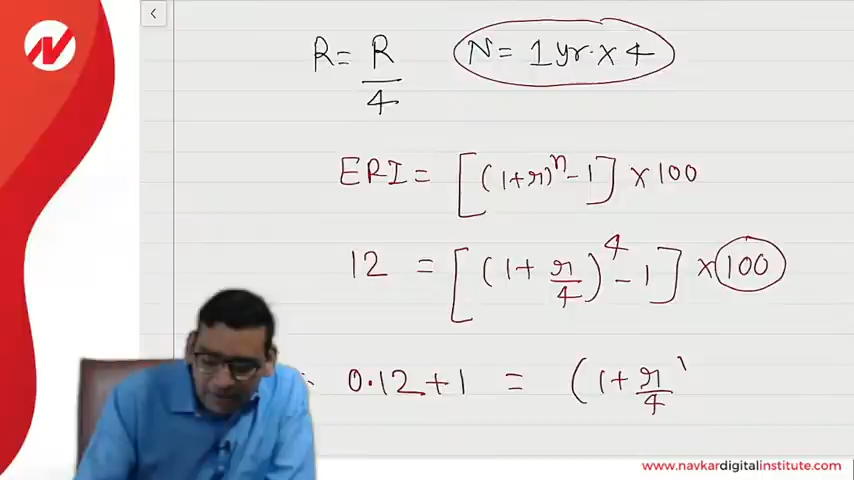 R = R/4 N = 1 yr. x 4
ERI = [(1+r)^n - 1] x 100
12 = [(1 + r/4)^4 - 1] x 100
∴ 0.12 + 1 = (1 + r/4)
www.navkardigitalinstitute.com